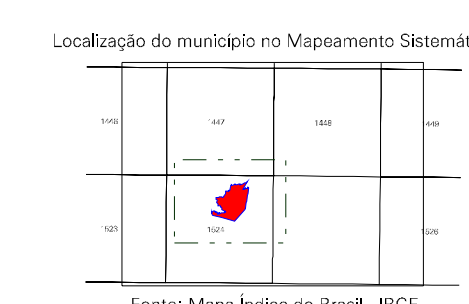 Localização do município no Mapeamento Sistemát
1446 1447 1448 449
1523 1524 1526
Fonte: Mapa Índice do Brasil - IBGE